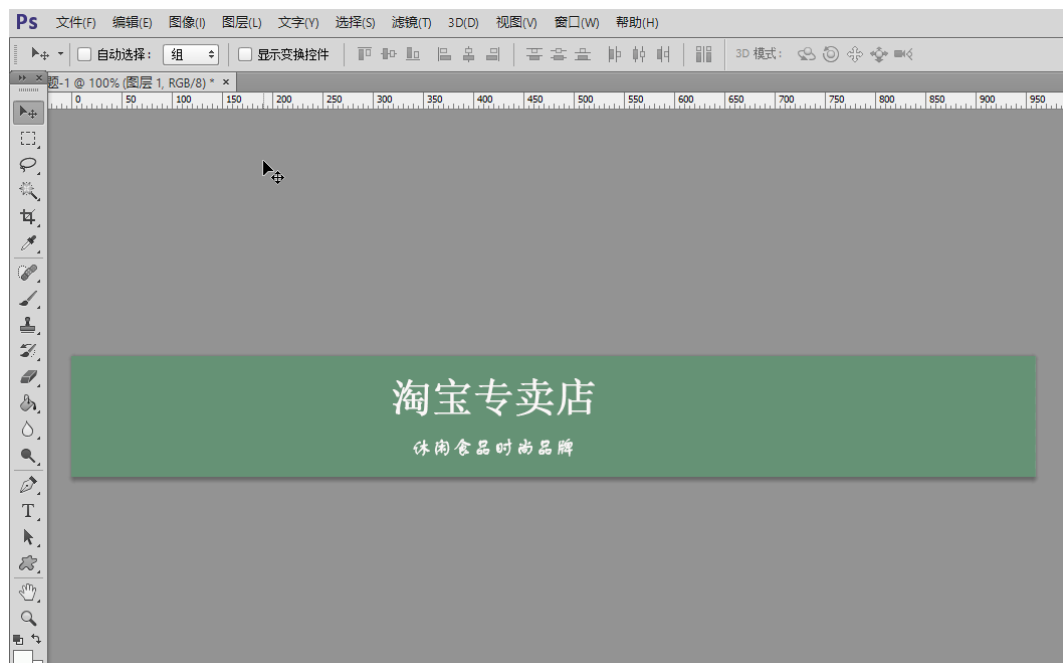 Ps 文件(F) 编辑(E) 图像(I) 图层(L) 文字(Y) 选择(S) 滤镜(T) 3D(D) 视图(V) 窗口(W) 帮助(H)
自动选择： 组 显示变换控件 3D 模式：
题-1 @ 100% (图层 1, RGB/8) * ×
0 50 100 150 200 250 300 350 400 450 500 550 600 650 700 750 800 850 900 950
淘宝专卖店
休闲食品时尚品牌
T